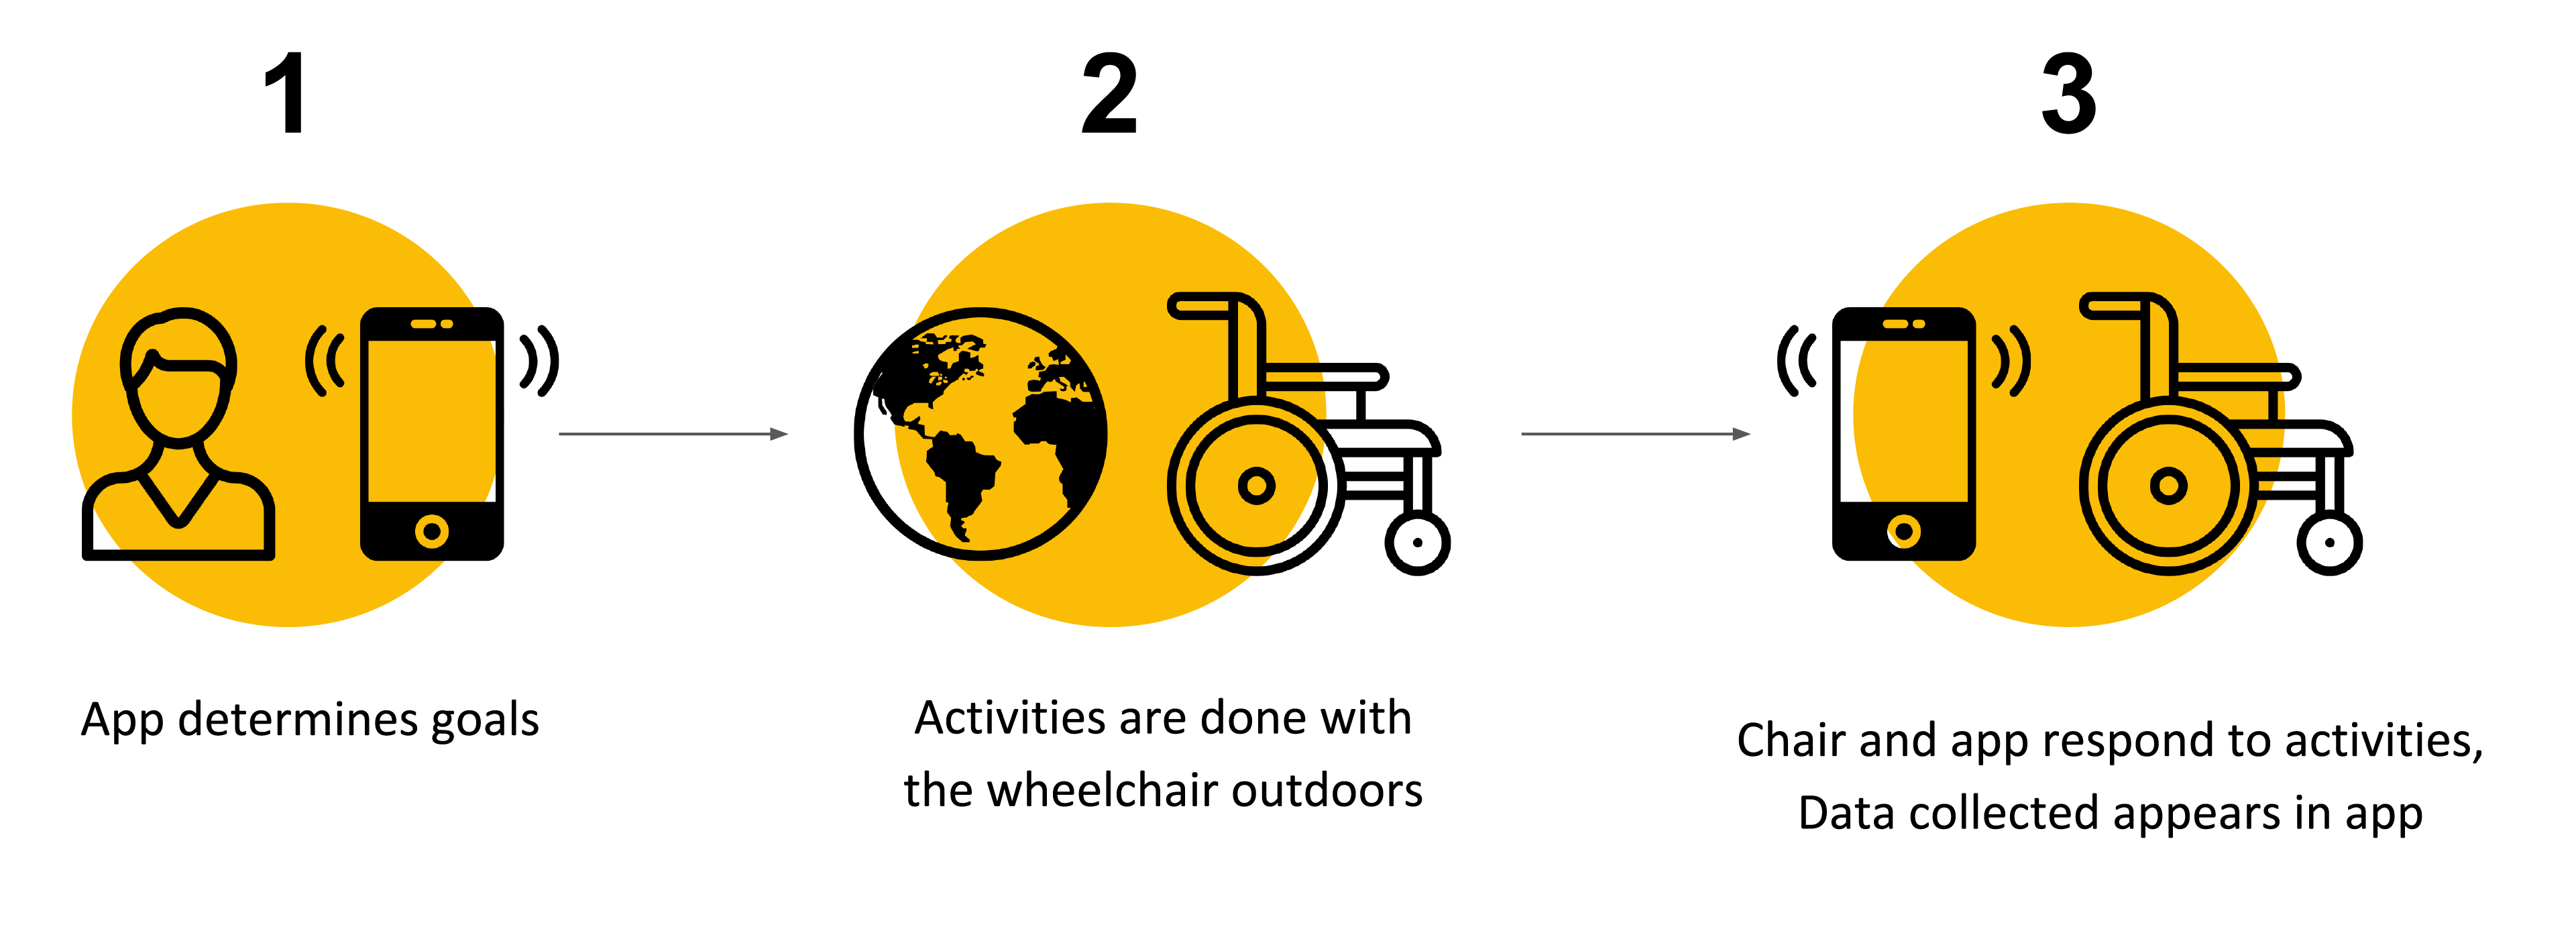 1
2
3
App determines goals
Activities are done with
the wheelchair outdoors
Chair and app respond to activities,
Data collected appears in app